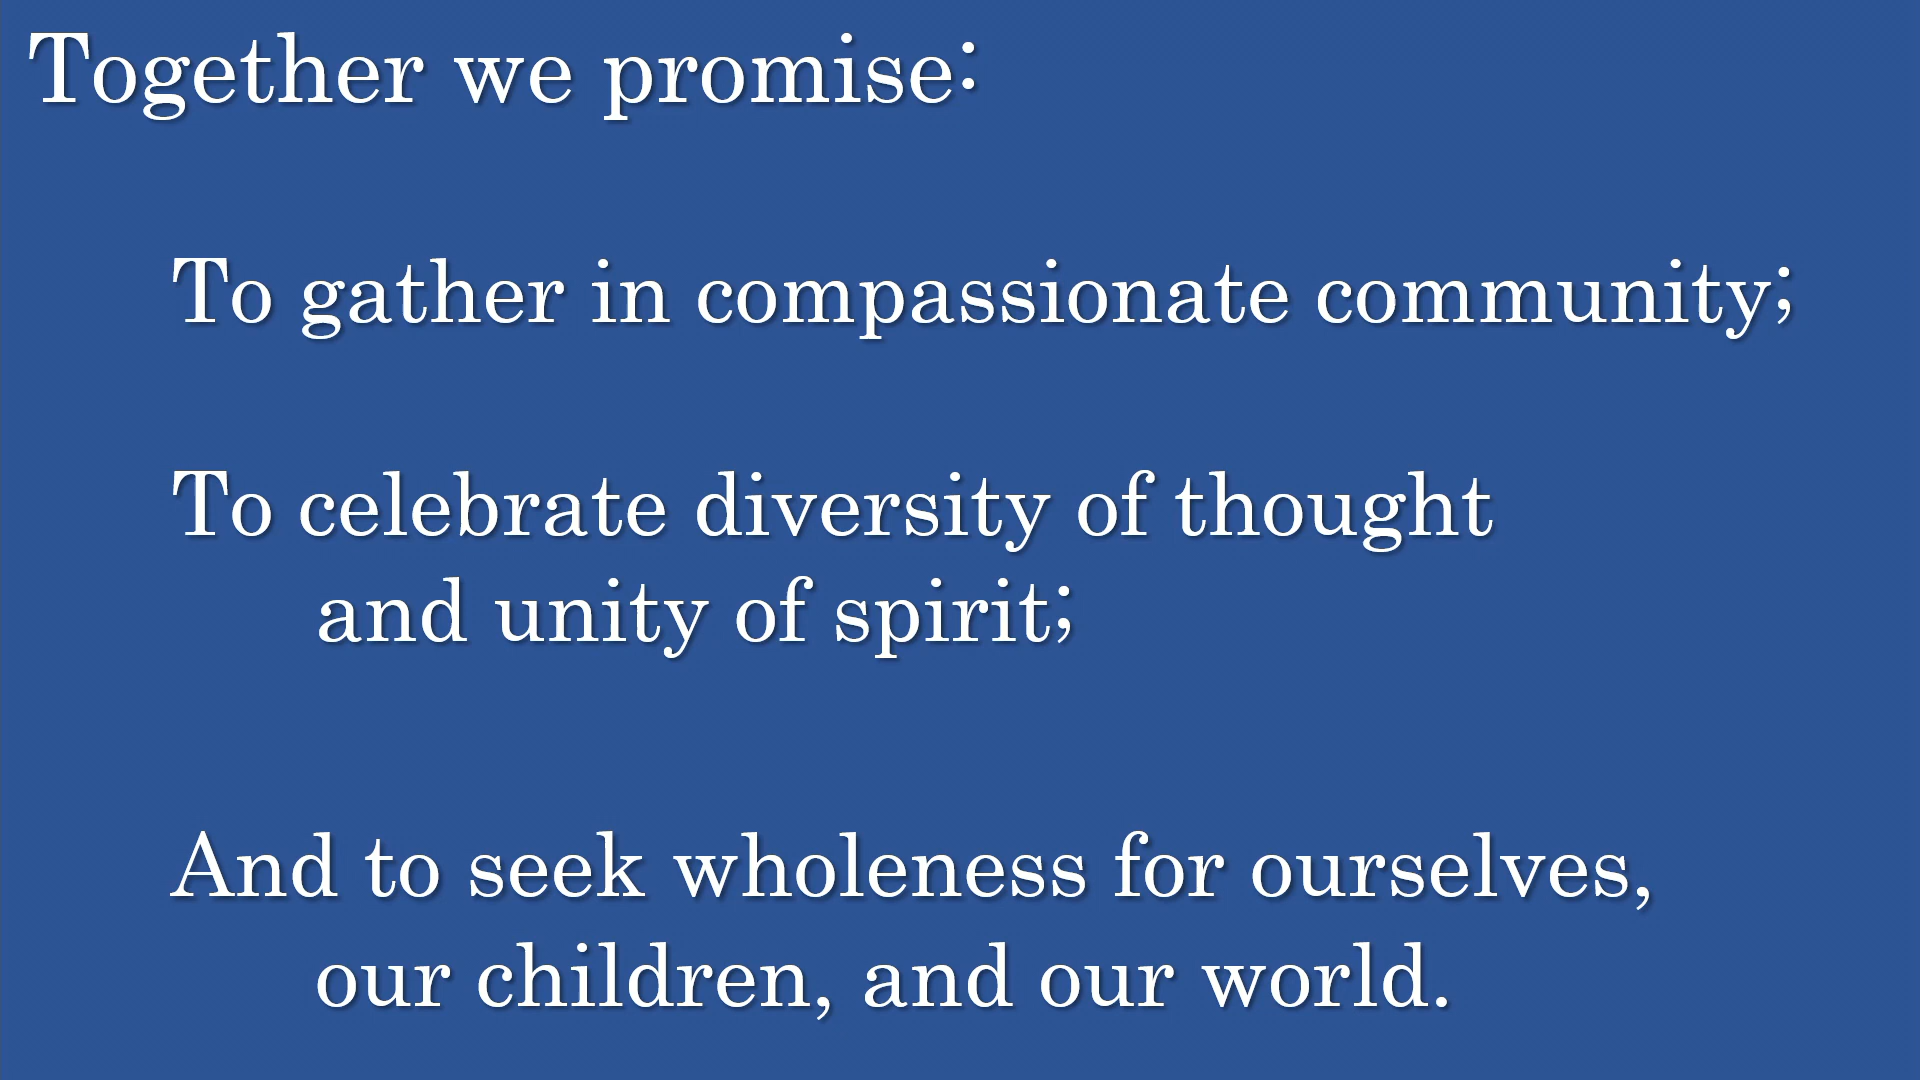 Together we promise:
To gather in compassionate community;
To celebrate diversity of thought
and unity of spirit;
And to seek wholeness for ourselves,
our children, and our world.